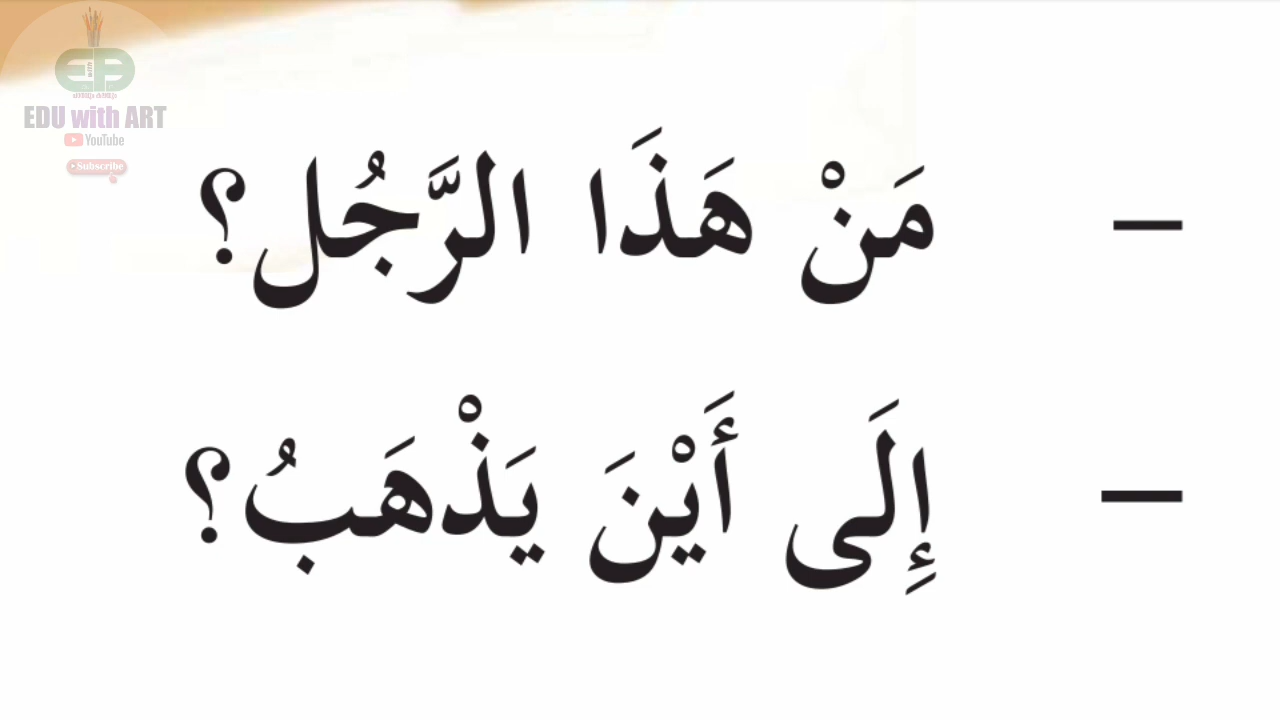 EDU with ART
YouTube
Subscribe
– مَنْ هَذَا الرَّجُل؟
– إِلَى أَيْنَ يَذْهَبُ؟